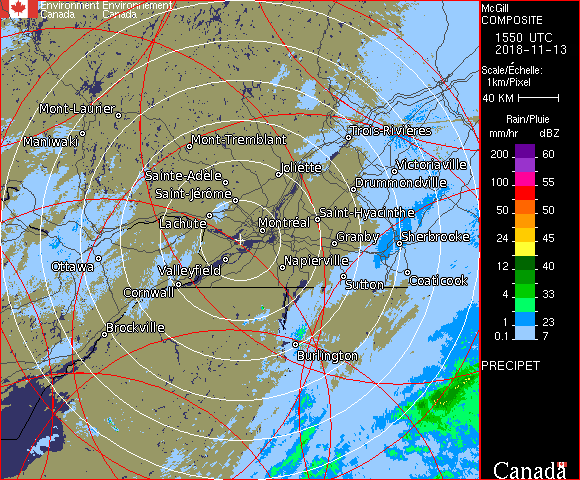 Environment Environnement
Canada Canada
McGill
COMPOSITE
1550 UTC
2018-11-13
Scale/Échelle:
1km/Pixel
40 KM
Rain/Pluie
mm/hr dBZ
200 60
100 55
50 50
24 45
12 40
4 33
1 23
0.1 7
PRECIPET
Canada
Mont-Laurier
Maniwaki
Mont-Tremblant
Trois-Rivières
Joliette
Victoriaville
Sainte-Adèle
Drummondville
Saint-Jérôme
Saint-Hyacinthe
Lachute
Montréal
Granby
Sherbrooke
Ottawa
Valleyfield
Napierville
Coaticook
Cornwall
Sutton
Brockville
Burlington